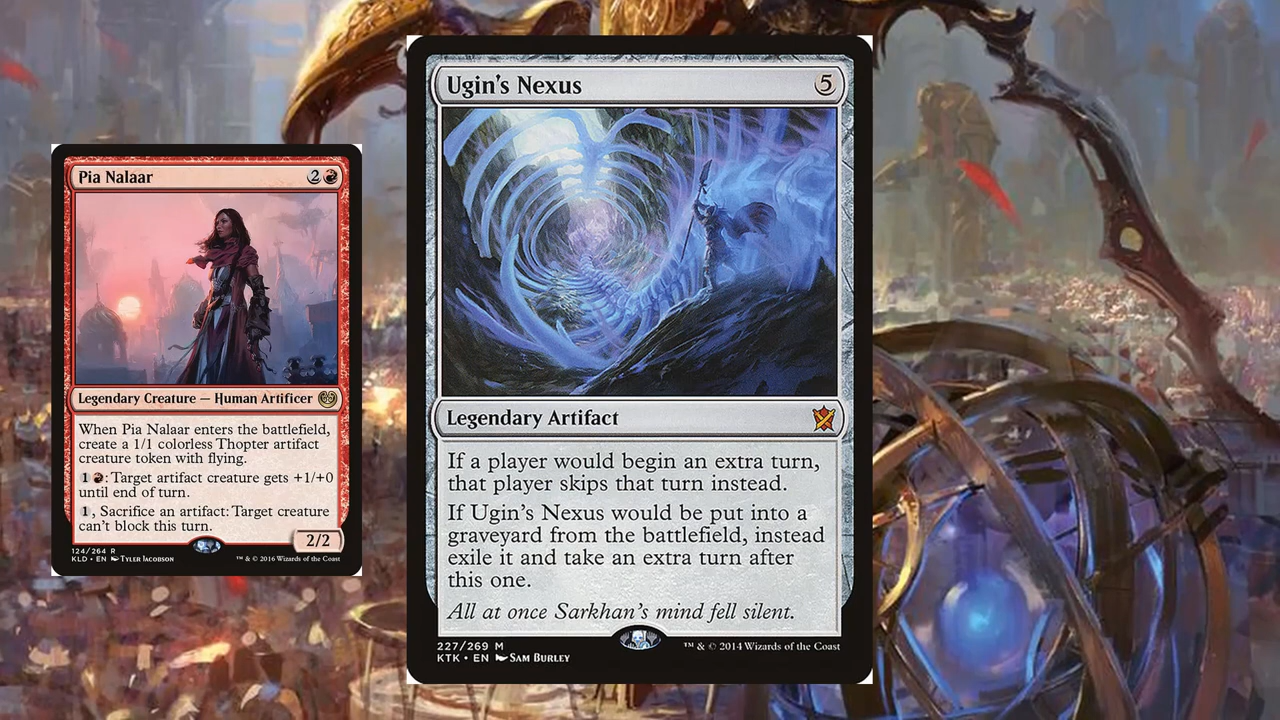 Pia Nalaar 2
Legendary Creature — Human Artificer
When Pia Nalaar enters the battlefield,
create a 1/1 colorless Thopter artifact
creature token with flying.
1 : Target artifact creature gets +1/+0
until end of turn.
1, Sacrifice an artifact: Target creature
can't block this turn.
2/2
124/264 R
KLD • EN Tyler Jacobson
™ & © 2016 Wizards of the Coast
Ugin's Nexus 5
Legendary Artifact
If a player would begin an extra turn,
that player skips that turn instead.
If Ugin's Nexus would be put into a
graveyard from the battlefield, instead
exile it and take an extra turn after
this one.
All at once Sarkhan's mind fell silent.
227/269 M
KTK • EN Sam Burley
™ & © 2014 Wizards of the Coast